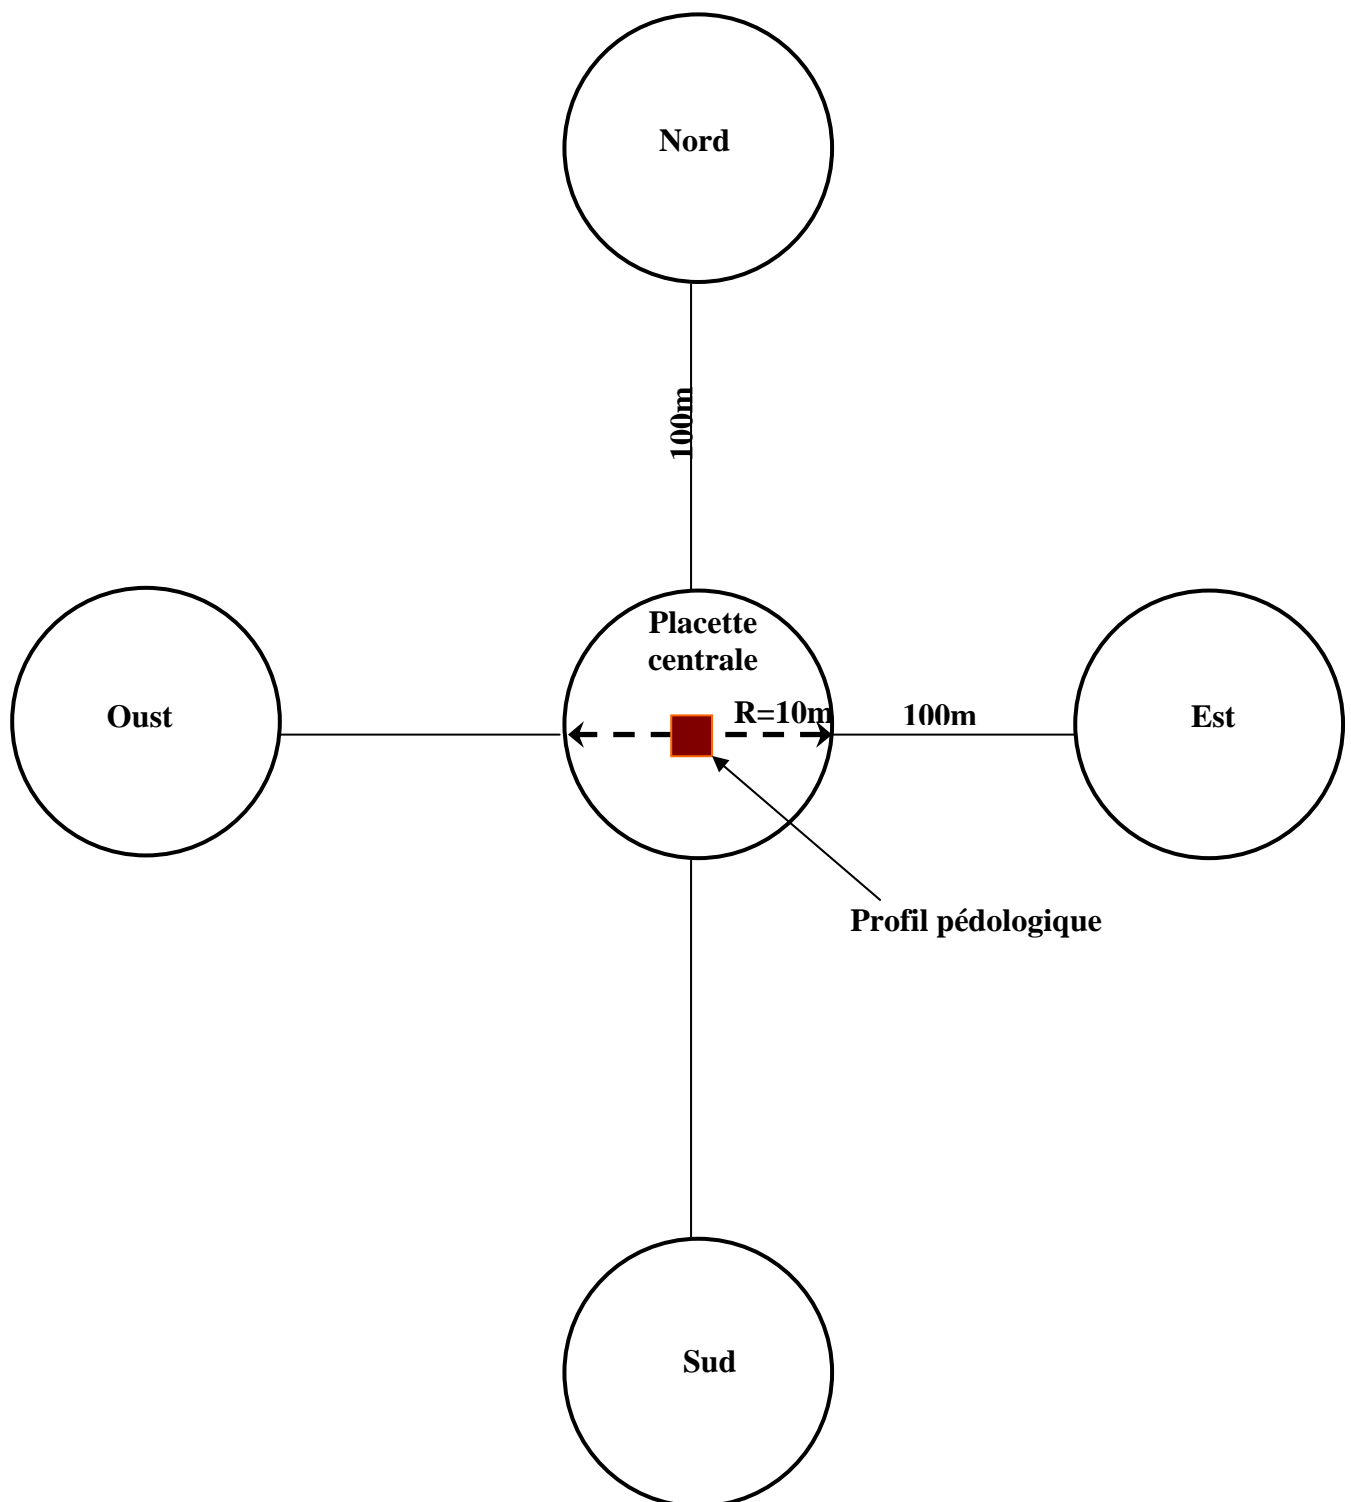 Nord
100m
Placette
centrale
R=10m
100m
Oust
Est
Profil pédologique
Sud